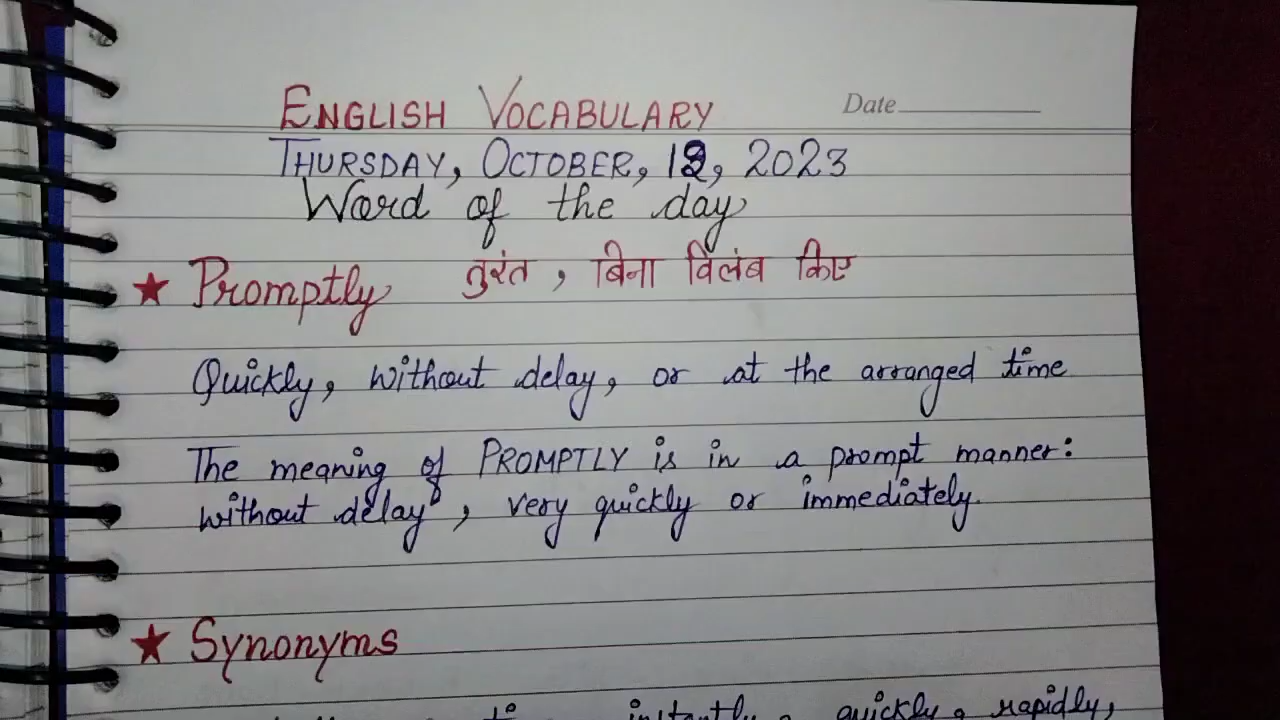 ENGLISH VOCABULARY
Date
THURSDAY, OCTOBER, 12, 2023
Word of the day
★ Promptly तुरंत , बिना विलंब किए
Quickly, without delay, or at the arranged time
The meaning of PROMPTLY is in a prompt manner:
without delay, very quickly or immediately.
★ Synonyms
instantly, quickly, rapidly,